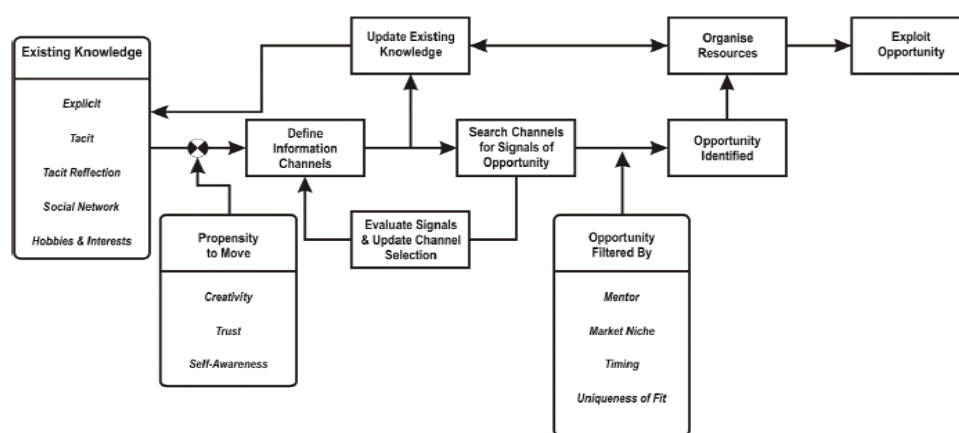 Existing Knowledge
Explicit
Tacit
Tacit Reflection
Social Network
Hobbies & Interests
Update Existing
Knowledge
Organise
Resources
Exploit
Opportunity
Define
Information
Channels
Search Channels
for Signals of
Opportunity
Opportunity
Identified
Evaluate Signals
& Update Channel
Selection
Propensity
to Move
Creativity
Trust
Self-Awareness
Opportunity
Filtered By
Mentor
Market Niche
Timing
Uniqueness of Fit